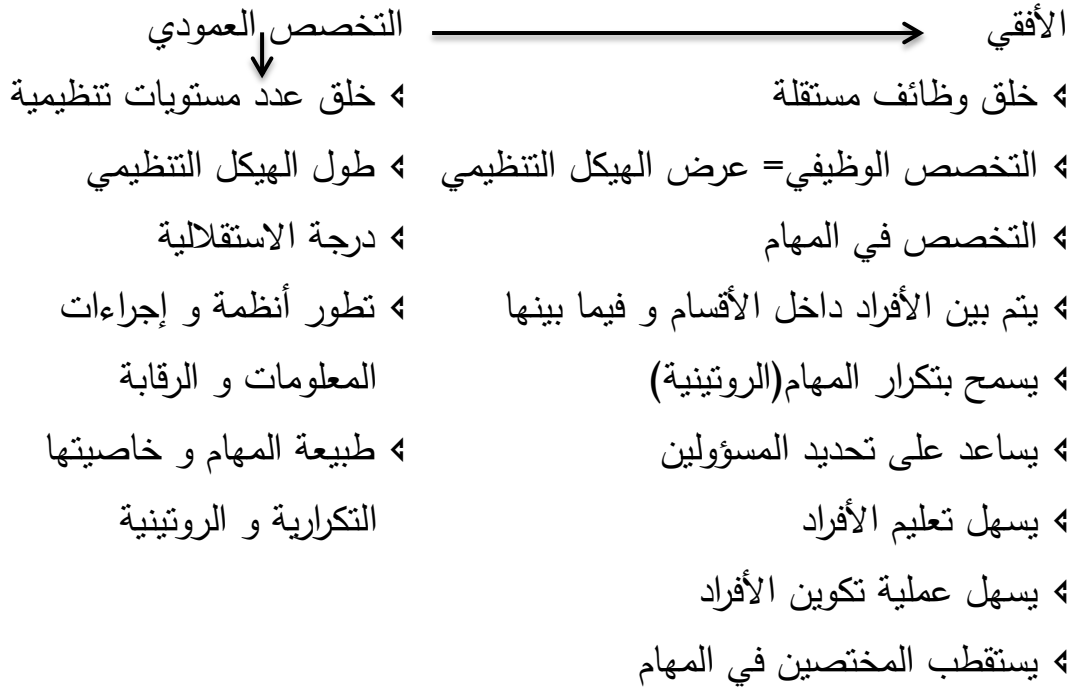 الأفقي
خلق وظائف مستقلة
التخصص الوظيفي= عرض الهيكل التنظيمي
التخصص في المهام
يتم بين الأفراد داخل الأقسام و فيما بينها
يسمح بتكرار المهام(الروتينية)
يساعد على تحديد المسؤولين
يسهل تعليم الأفراد
يسهل عملية تكوين الأفراد
يستقطب المختصين في المهام
التخصص العمودي
خلق عدد مستويات تنظيمية
طول الهيكل التنظيمي
درجة الاستقلالية
تطور أنظمة و إجراءات
المعلومات و الرقابة
طبيعة المهام و خاصيتها
التكرارية و الروتينية